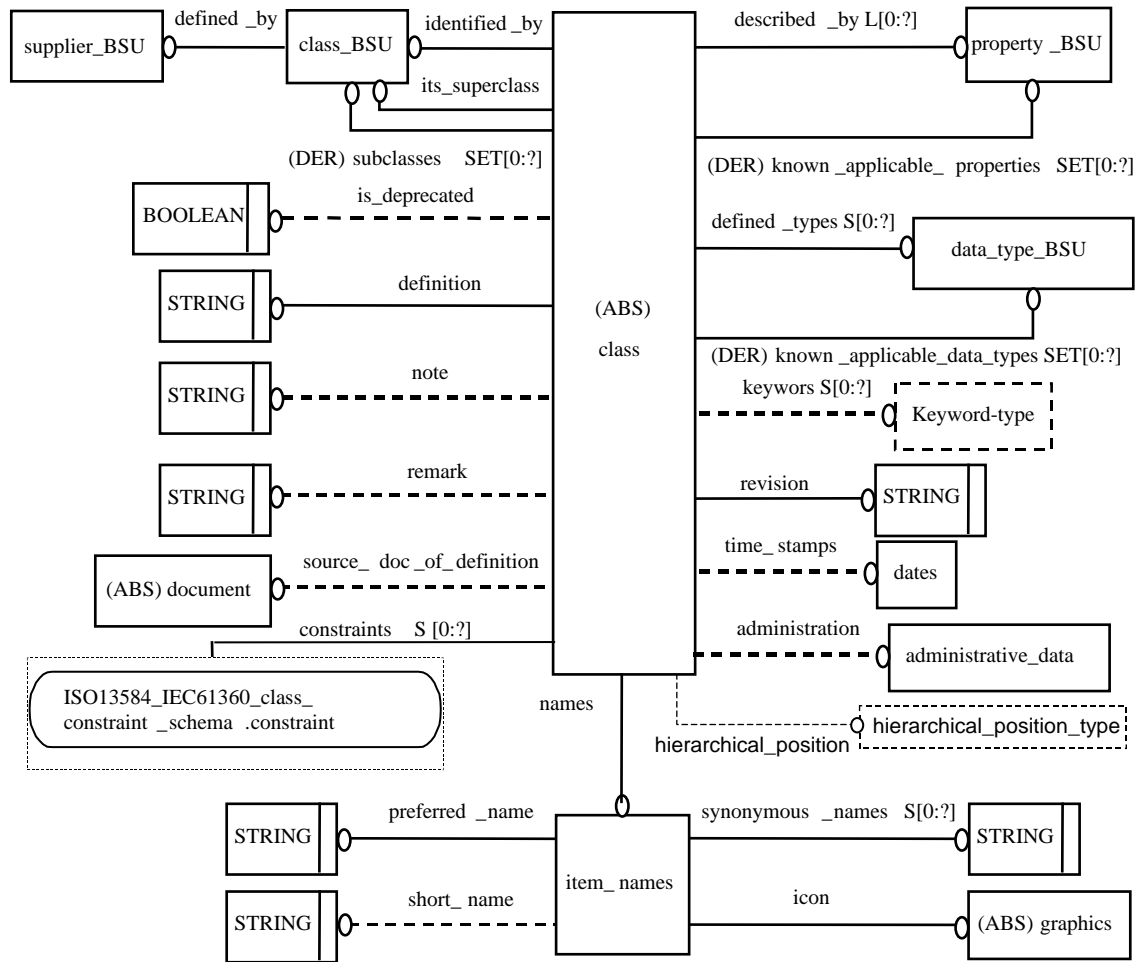 defined _by
identified _by
described _by L[0:?]
supplier_BSU
class_BSU
property _BSU
its_superclass
(DER) subclasses SET[0:?]
(DER) known _applicable_ properties SET[0:?]
is_deprecated
BOOLEAN
defined _types S[0:?]
data_type_BSU
definition
STRING
(ABS)
class
(DER) known _applicable_data_types SET[0:?]
note
STRING
keywors S[0:?]
Keyword-type
remark
STRING
revision
STRING
source_ doc _of_ definition
(ABS) document
time_ stamps
dates
constraints S [0:?]
administration
administrative_data
ISO13584_IEC61360_class_
constraint _schema .constraint
names
hierarchical_position_type
hierarchical_position
preferred _name
STRING
synonymous _names S[0:?]
STRING
item_ names
short_ name
STRING
icon
(ABS) graphics